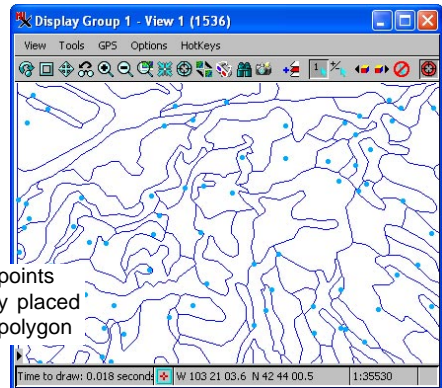 Display Group 1 - View 1 (1536)
View Tools GPS Options HotKeys
points
placed
polygon
Time to draw: 0.018 seconds W 103 21 03.6 N 42 44 00.5 1:35530